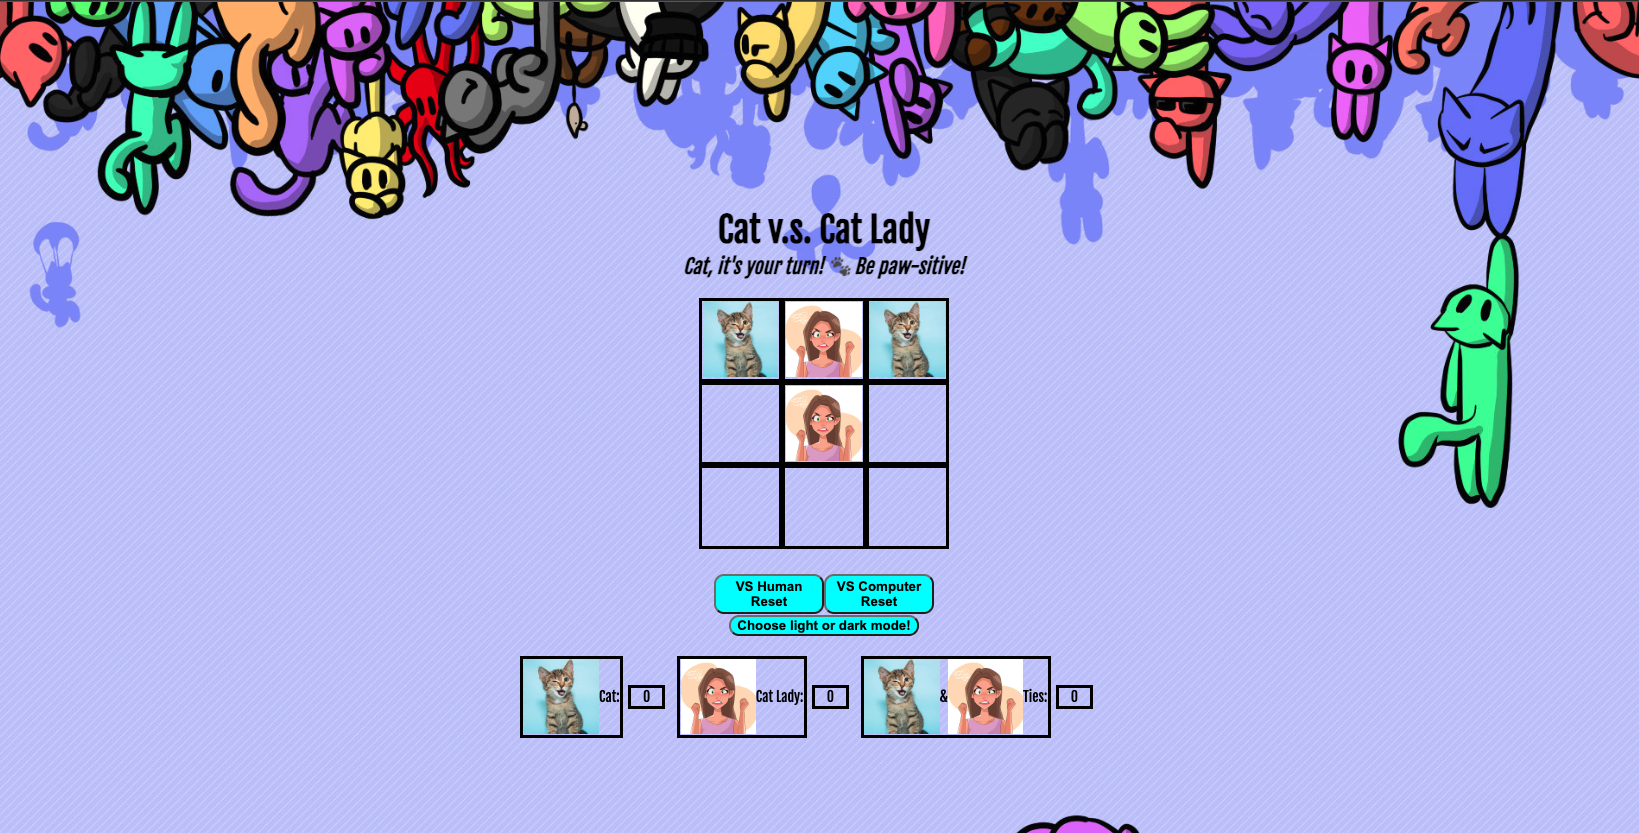 Cat v.s. Cat Lady
Cat, it's your turn! 🐾 Be paw-sitive!
VS Human
Reset
VS Computer
Reset
Choose light or dark mode!
Cat: 0
Cat Lady: 0
& Ties: 0